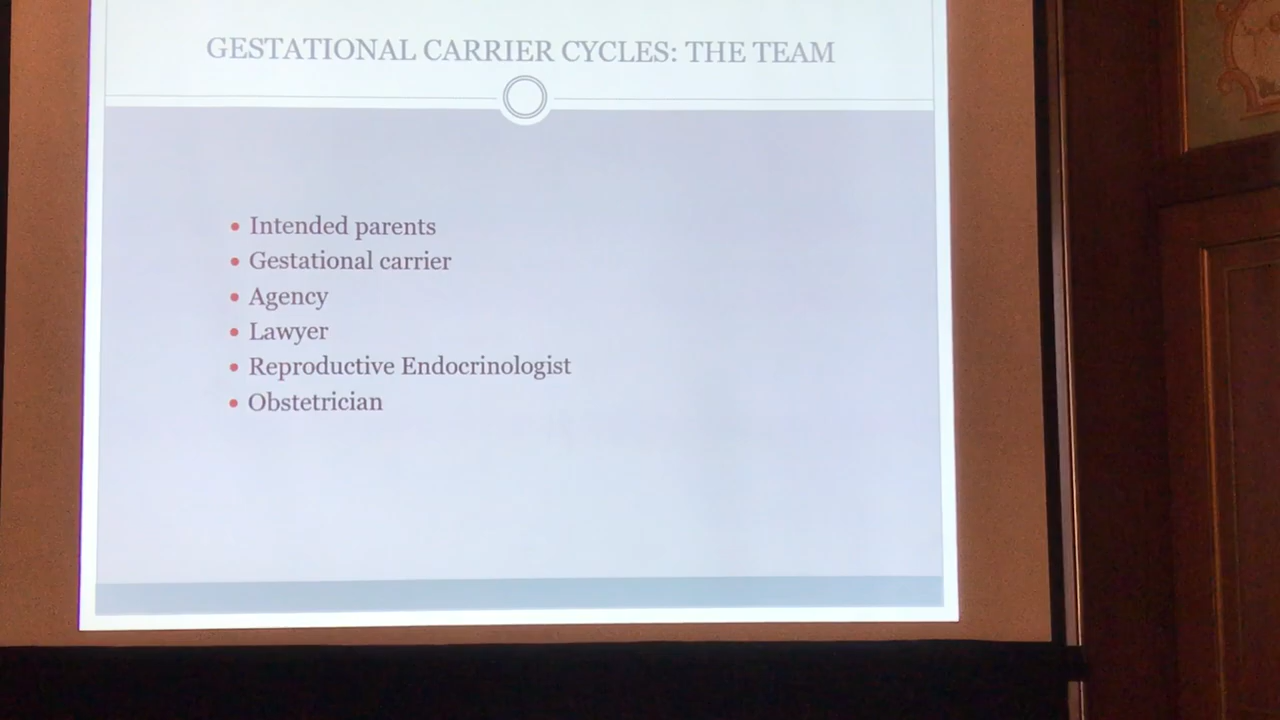 GESTATIONAL CARRIER CYCLES: THE TEAM
• Intended parents
• Gestational carrier
• Agency
• Lawyer
• Reproductive Endocrinologist
• Obstetrician